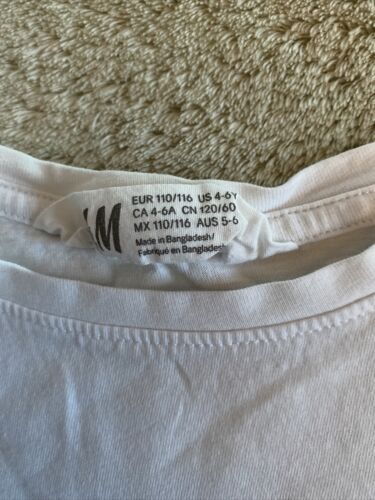 &M
EUR 110/116 US 4-6Y
CA 4-6A CN 120/60
MX 110/116 AUS 5-6
Made in Bangladesh/
Fabriqué en Bangladesh